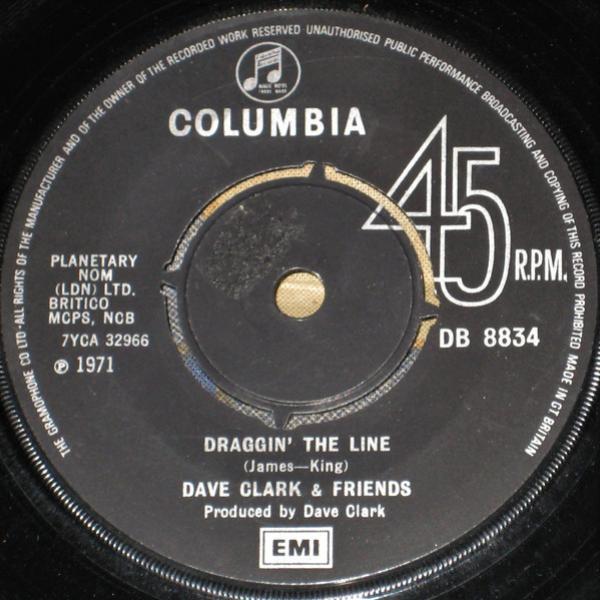 THE GRAMOPHONE CO LTD·ALL RIGHTS OF THE MANUFACTURER AND OF THE OWNER OF THE RECORDED WORK RESERVED·UNAUTHORISED PUBLIC PERFORMANCE BROADCASTING AND COPYING OF THIS RECORD PROHIBITED MADE IN GT BRITAIN
COLUMBIA
45
R.P.M.
PLANETARY
NOM
(LDN) LTD.
BRITICO
MCPS, NCB
7YCA 32966
℗ 1971
DB 8834
DRAGGIN' THE LINE
(James—King)
DAVE CLARK & FRIENDS
Produced by Dave Clark
EMI